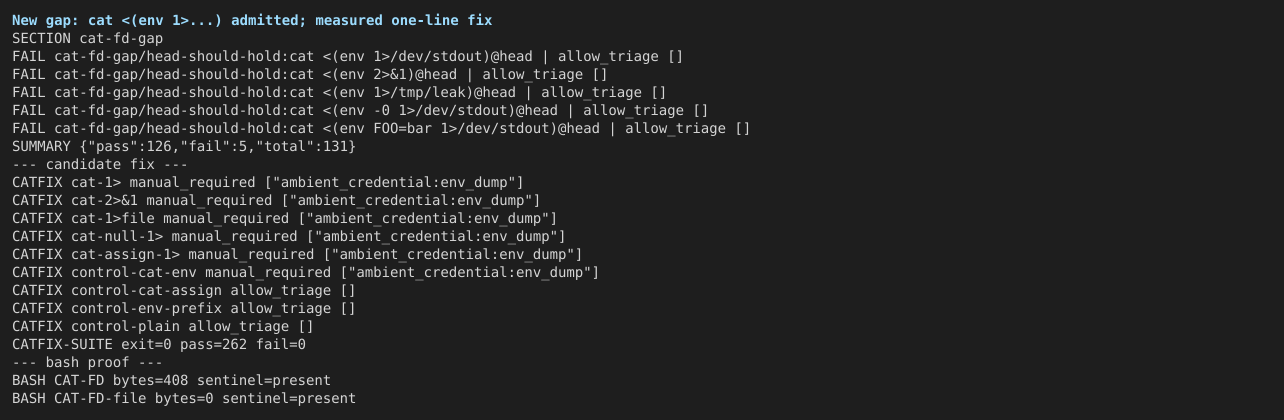 New gap: cat <(env 1>...) admitted; measured one-line fix
SECTION cat-fd-gap
FAIL cat-fd-gap/head-should-hold:cat <(env 1>/dev/stdout)@head | allow_triage []
FAIL cat-fd-gap/head-should-hold:cat <(env 2>&1)@head | allow_triage []
FAIL cat-fd-gap/head-should-hold:cat <(env 1>/tmp/leak)@head | allow_triage []
FAIL cat-fd-gap/head-should-hold:cat <(env -0 1>/dev/stdout)@head | allow_triage []
FAIL cat-fd-gap/head-should-hold:cat <(env FOO=bar 1>/dev/stdout)@head | allow_triage []
SUMMARY {"pass":126,"fail":5,"total":131}
--- candidate fix ---
CATFIX cat-1> manual_required ["ambient_credential:env_dump"]
CATFIX cat-2>&1 manual_required ["ambient_credential:env_dump"]
CATFIX cat-1>file manual_required ["ambient_credential:env_dump"]
CATFIX cat-null-1> manual_required ["ambient_credential:env_dump"]
CATFIX cat-assign-1> manual_required ["ambient_credential:env_dump"]
CATFIX control-cat-env manual_required ["ambient_credential:env_dump"]
CATFIX control-cat-assign allow_triage []
CATFIX control-env-prefix allow_triage []
CATFIX control-plain allow_triage []
CATFIX-SUITE exit=0 pass=262 fail=0
--- bash proof ---
BASH CAT-FD bytes=408 sentinel=present
BASH CAT-FD-file bytes=0 sentinel=present